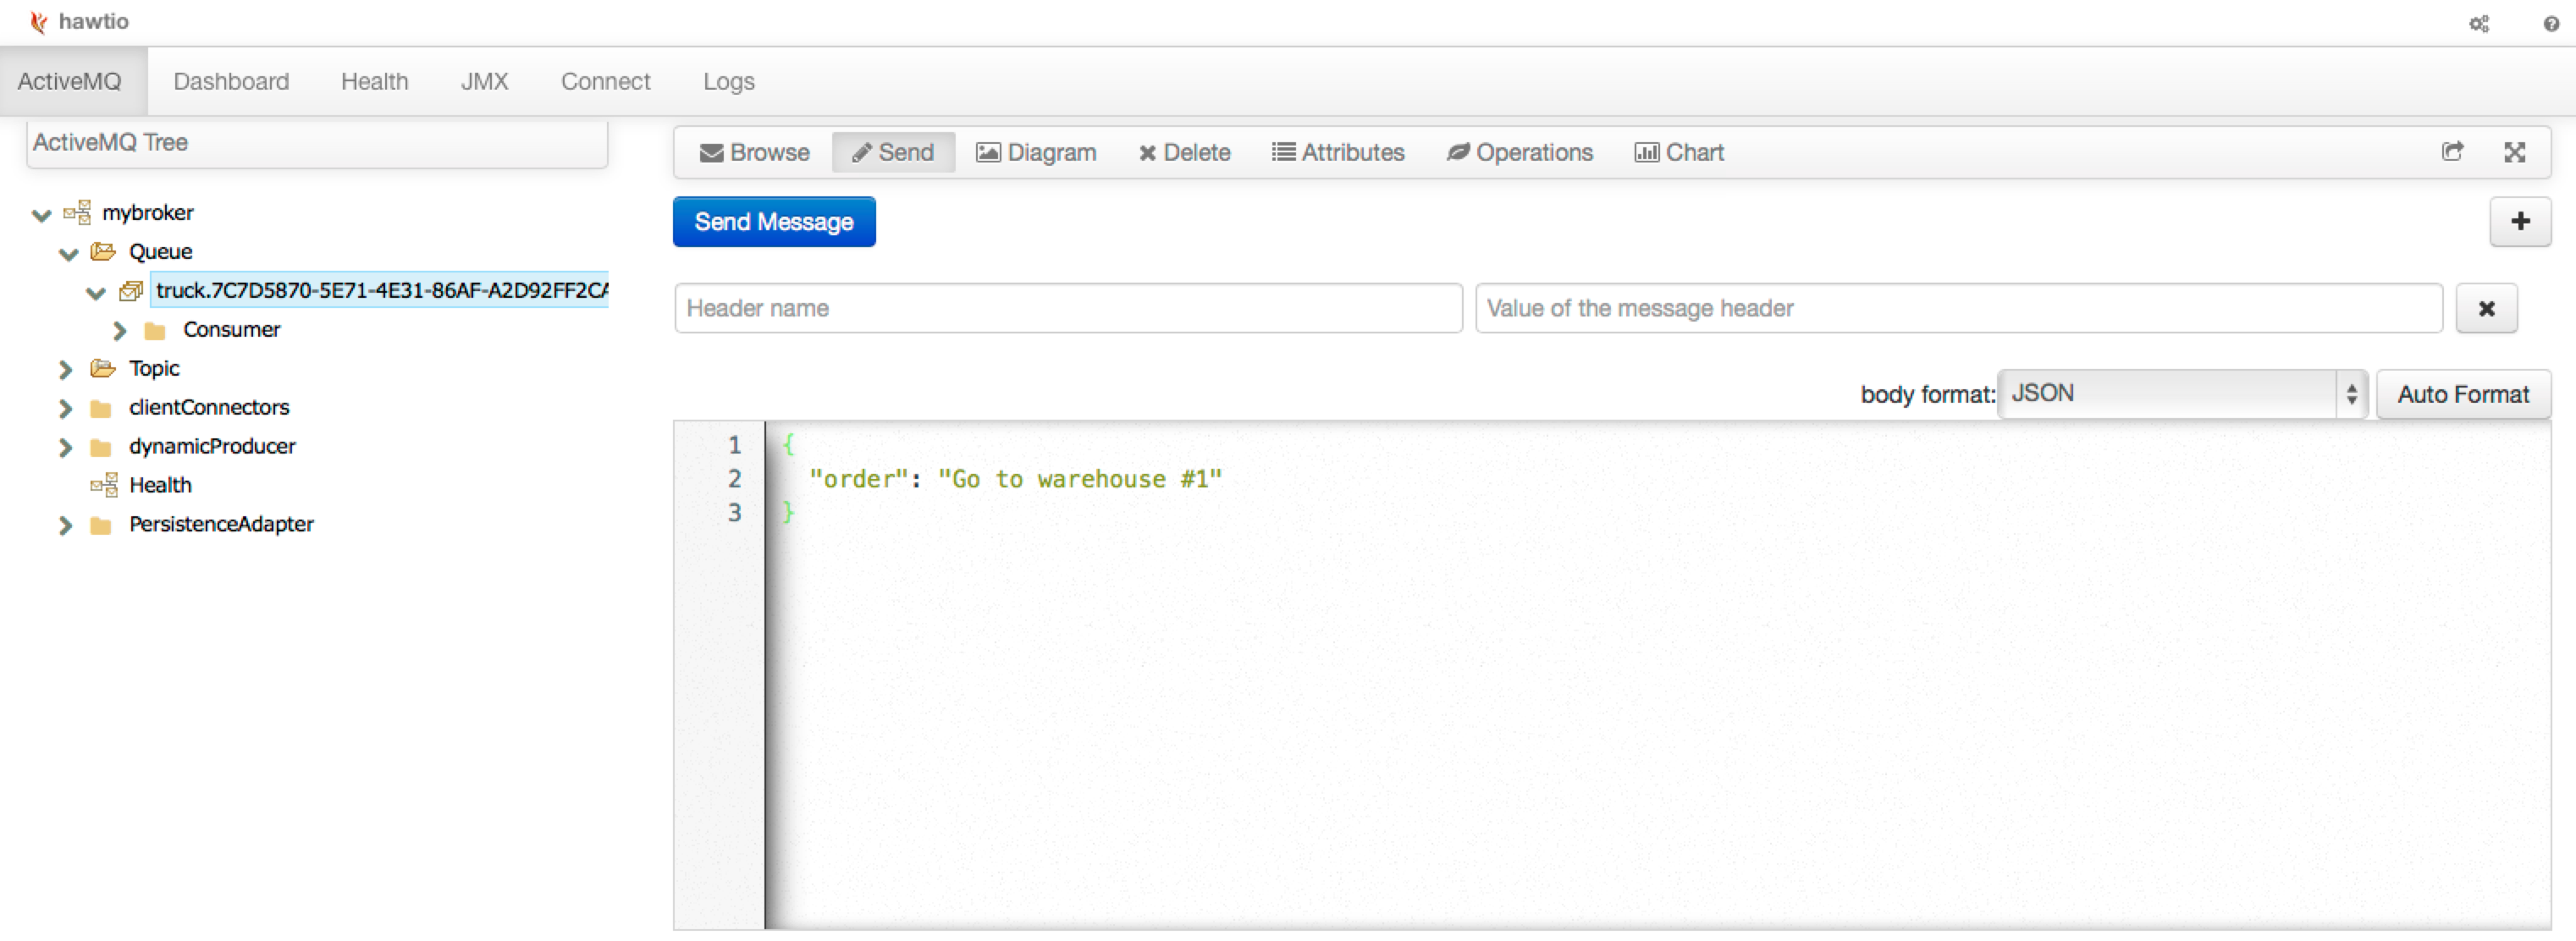 hawtio
ActiveMQ Dashboard Health JMX Connect Logs
ActiveMQ Tree
Browse Send Diagram Delete Attributes Operations Chart
mybroker
Queue
truck.7C7D5870-5E71-4E31-86AF-A2D92FF2CA
Consumer
Topic
clientConnectors
dynamicProducer
Health
PersistenceAdapter
Send Message
Header name Value of the message header
body format: JSON Auto Format
1 {
2 "order": "Go to warehouse #1"
3 }